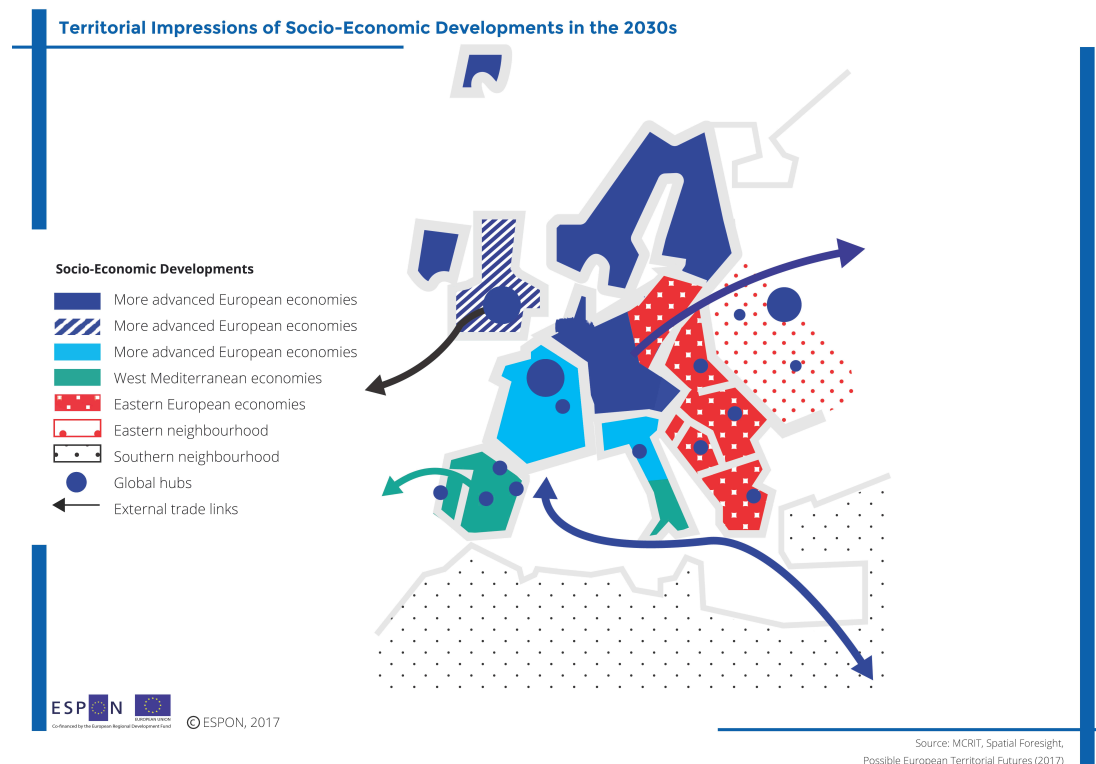 Territorial Impressions of Socio-Economic Developments in the 2030s
Socio-Economic Developments
More advanced European economies
More advanced European economies
More advanced European economies
West Mediterranean economies
Eastern European economies
Eastern neighbourhood
Southern neighbourhood
Global hubs
External trade links
ESPON
EUROPEAN UNION
Co-financed by the European Regional Development Fund
© ESPON, 2017
Source: MCRIT, Spatial Foresight,
Possible European Territorial Futures (2017)